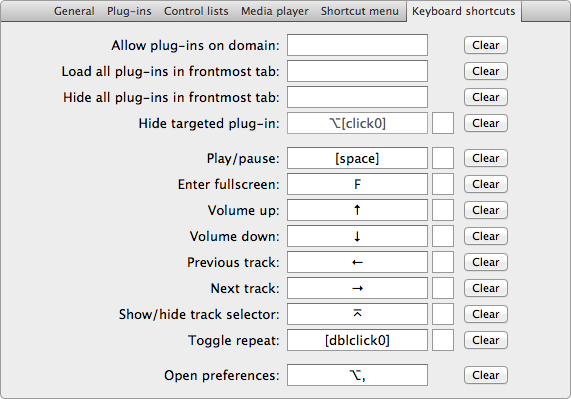 General Plug-ins Control lists Media player Shortcut menu Keyboard shortcuts
Allow plug-ins on domain: Clear
Load all plug-ins in frontmost tab: Clear
Hide all plug-ins in frontmost tab: Clear
Hide targeted plug-in: ⌥[click0] Clear
Play/pause: [space] Clear
Enter fullscreen: F Clear
Volume up: ↑ Clear
Volume down: ↓ Clear
Previous track: ← Clear
Next track: → Clear
Show/hide track selector: ⌅ Clear
Toggle repeat: [dblclick0] Clear
Open preferences: ⌥, Clear